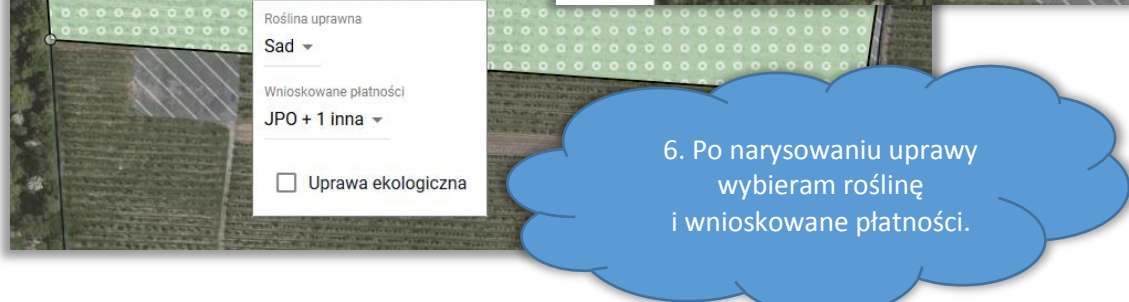 Roślina uprawna
Sad
Wnioskowane płatności
JPO + 1 inna
Uprawa ekologiczna
6. Po narysowaniu uprawy
wybieram roślinę
i wnioskowane płatności.